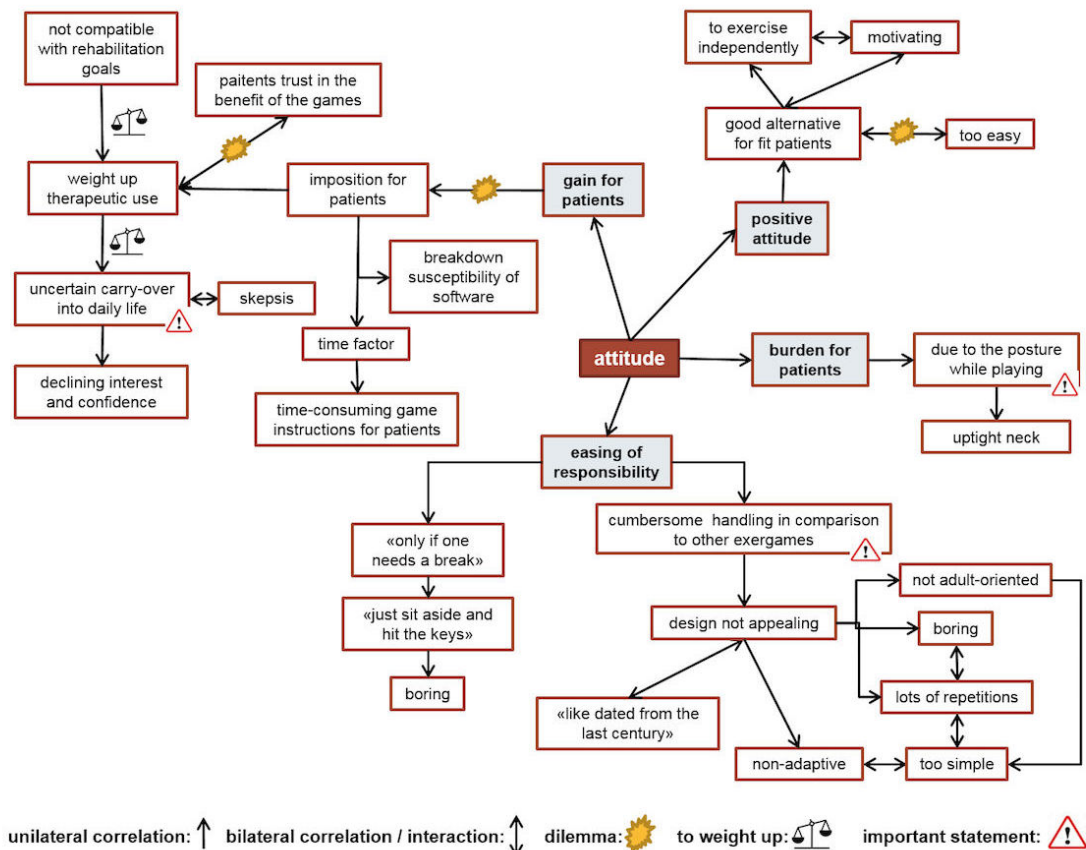 not compatible
with rehabilitation
goals
paitents trust in the
benefit of the games
to exercise
independently
motivating
good alternative
for fit patients
too easy
weight up
therapeutic use
imposition for
patients
gain for
patients
positive
attitude
breakdown
susceptibility of
software
uncertain carry-over
into daily life
skepsis
time factor
attitude
burden for
patients
due to the posture
while playing
declining interest
and confidence
time-consuming game
instructions for patients
uptight neck
easing of
responsibility
«only if one
needs a break»
cumbersome handling in comparison
to other exergames
not adult-oriented
«just sit aside and
hit the keys»
design not appealing
boring
boring
lots of repetitions
«like dated from the
last century»
non-adaptive
too simple
unilateral correlation: bilateral correlation / interaction: dilemma: to weight up: important statement: